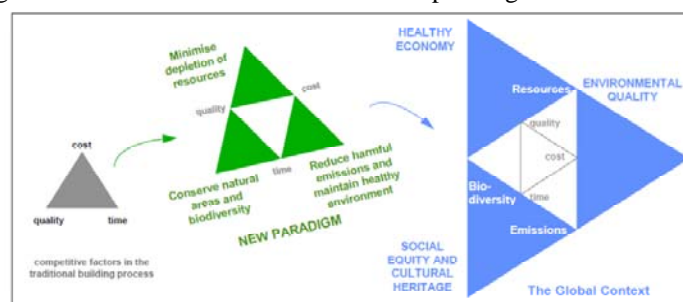 cost
quality
time
competitive factors in the
traditional building process
Minimise
depletion of
resources
quality
cost
time
Conserve natural
areas and
biodiversity
Reduce harmful
emissions and
maintain healthy
environment
NEW PARADIGM
HEALTHY
ECONOMY
Resources
ENVIRONMENTAL
QUALITY
quality
cost
time
Bio-
diversity
Emissions
SOCIAL
EQUITY AND
CULTURAL
HERITAGE
The Global Context